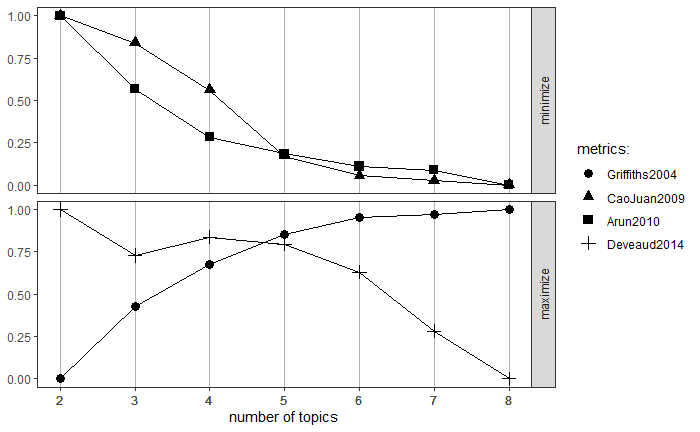 1.00
0.75
0.50
0.25
0.00
minimize
1.00
0.75
0.50
0.25
0.00
maximize
2 3 4 5 6 7 8
number of topics
metrics:
Griffiths2004
CaoJuan2009
Arun2010
Deveaud2014